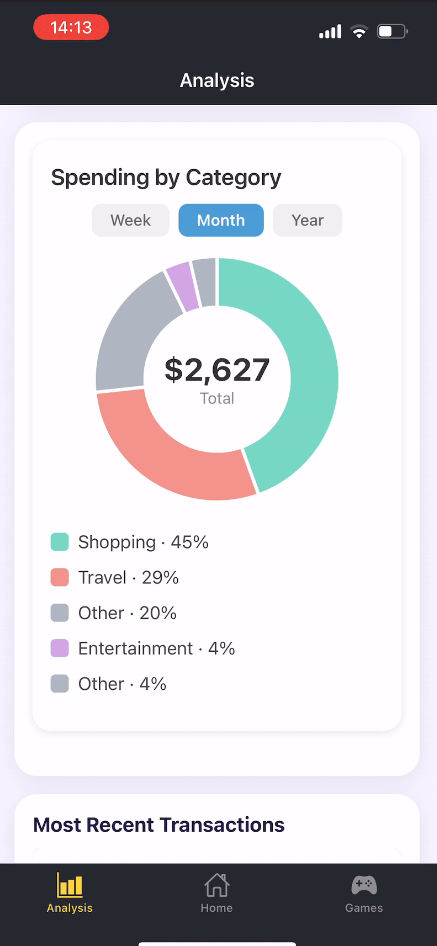 14:13
Analysis
Spending by Category
Week Month Year
$2,627
Total
Shopping · 45%
Travel · 29%
Other · 20%
Entertainment · 4%
Other · 4%
Most Recent Transactions
Analysis Home Games